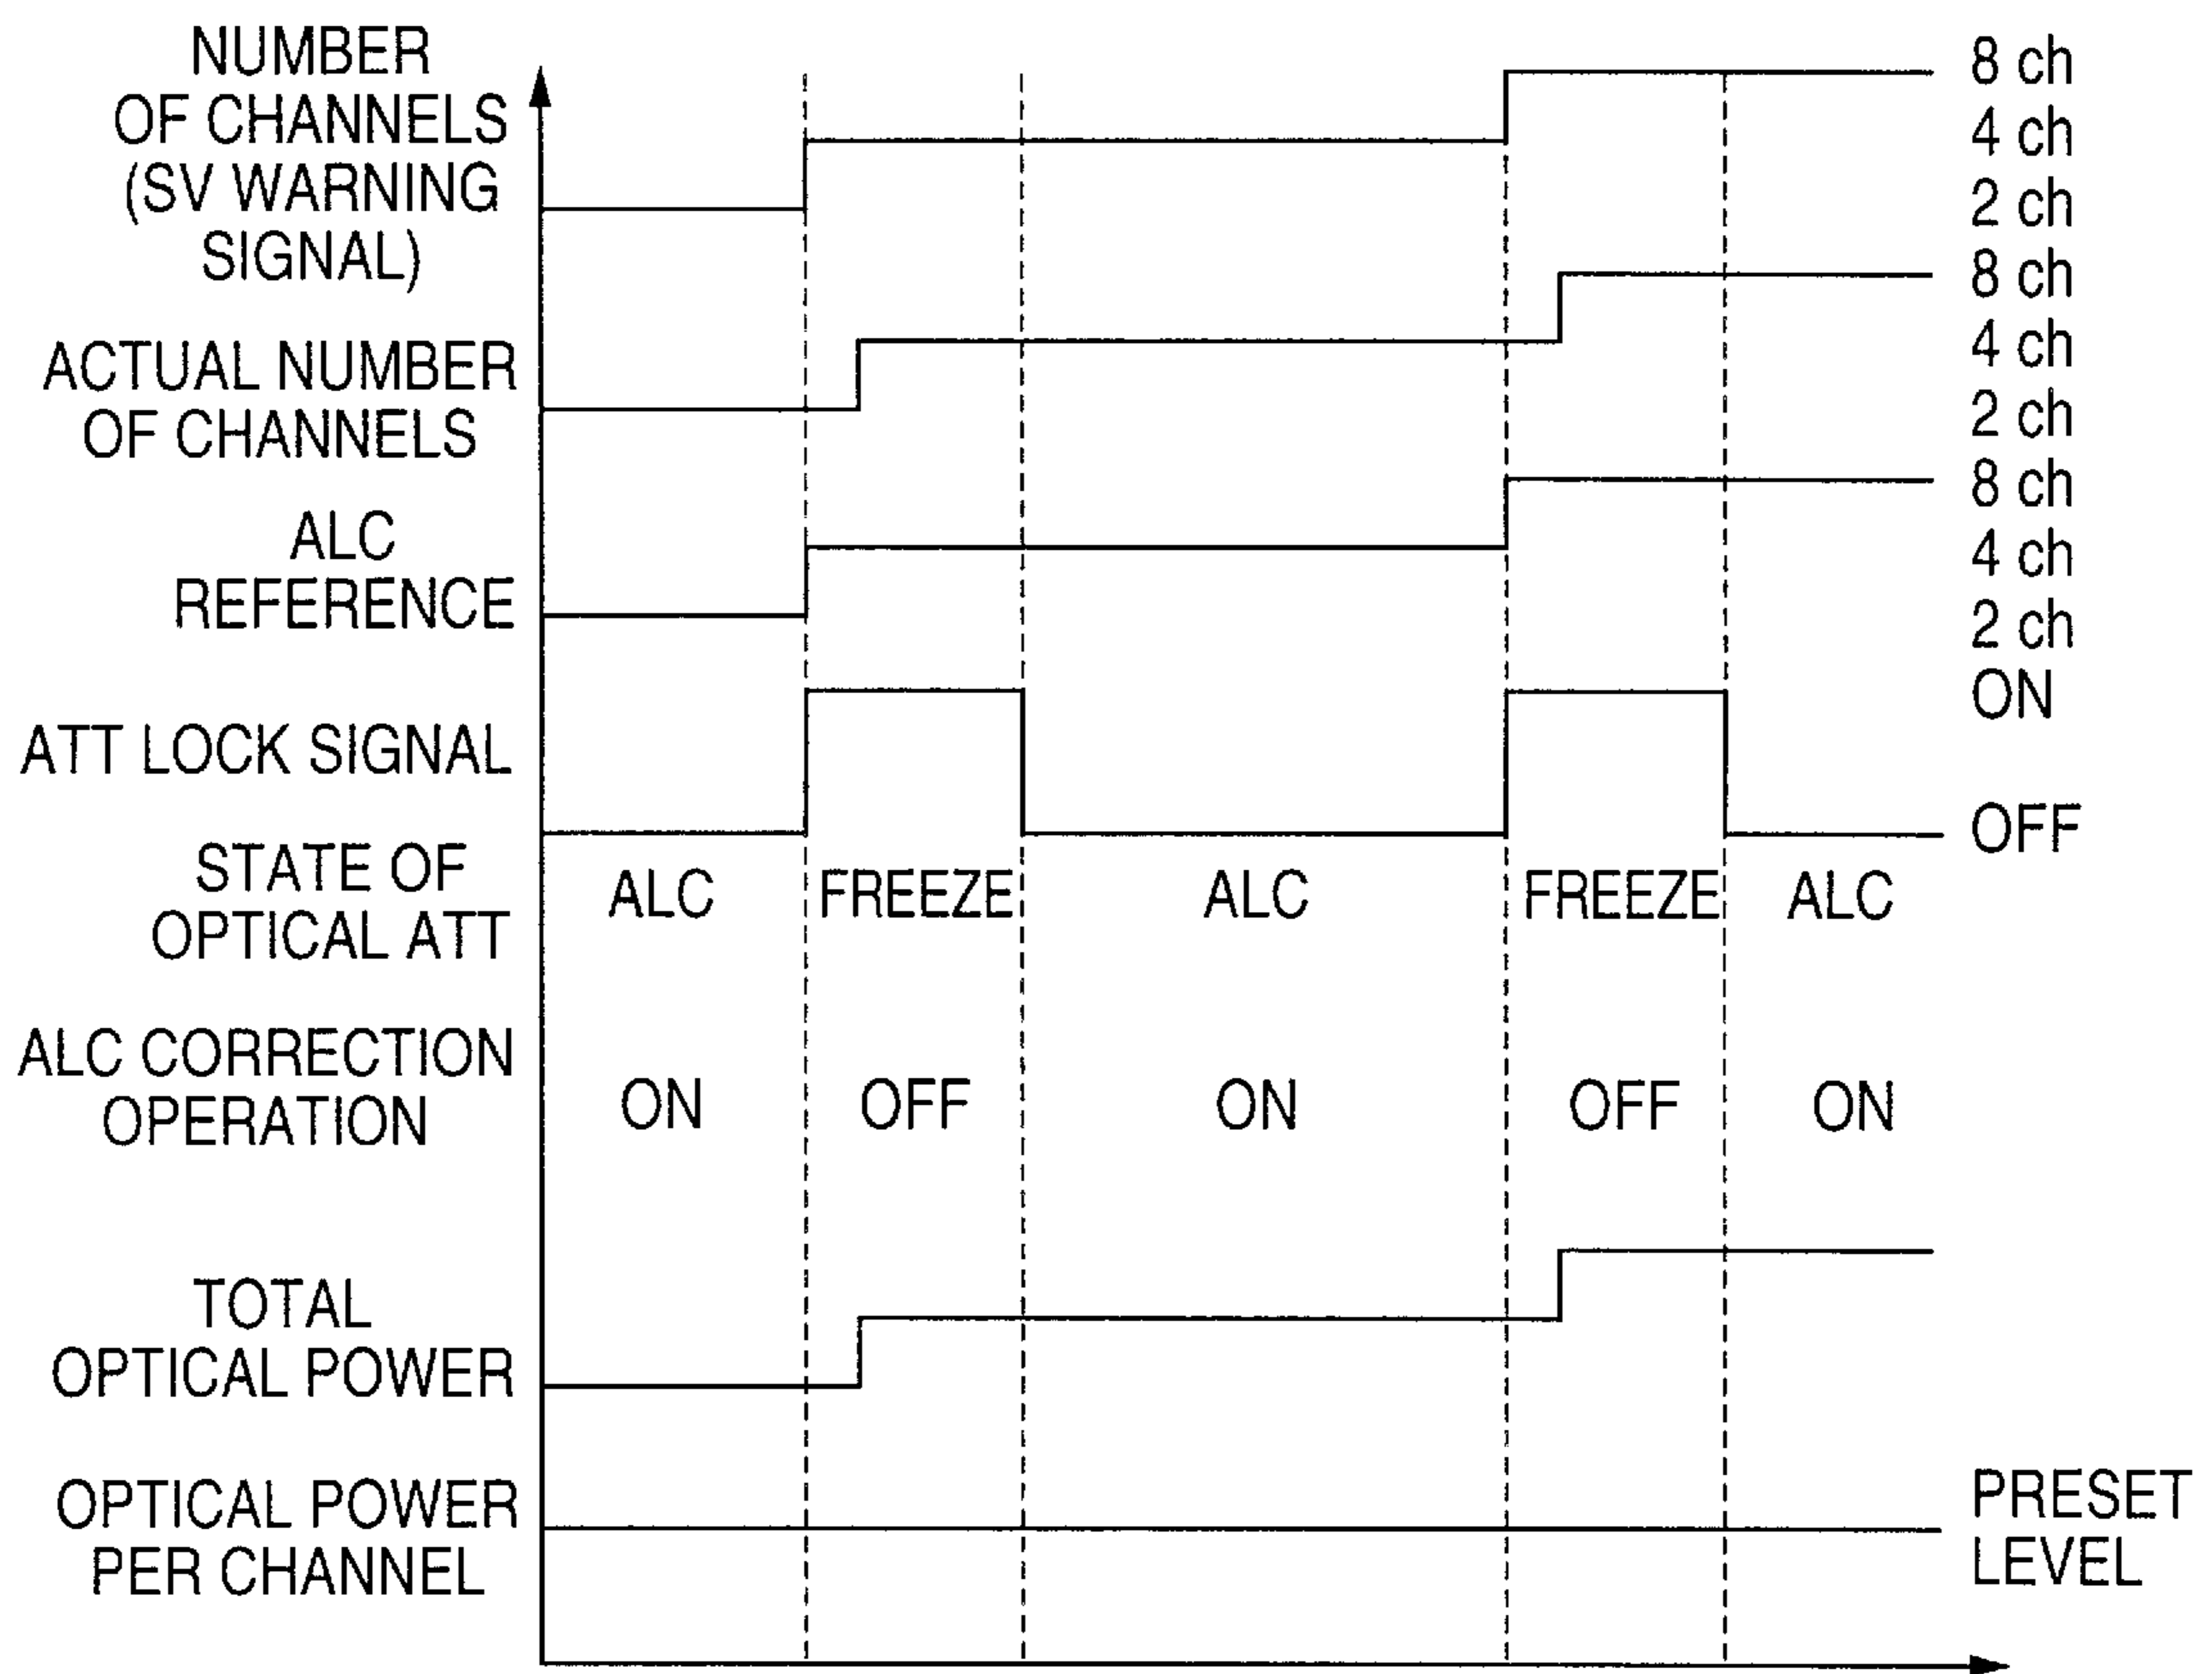 NUMBER
OF CHANNELS
(SV WARNING
SIGNAL)
8 ch
4 ch
2 ch
ACTUAL NUMBER
OF CHANNELS
8 ch
4 ch
2 ch
ALC
REFERENCE
8 ch
4 ch
2 ch
ATT LOCK SIGNAL
ON
OFF
STATE OF
OPTICAL ATT
ALC FREEZE ALC FREEZE ALC
ALC CORRECTION
OPERATION
ON OFF ON OFF ON
TOTAL
OPTICAL POWER
OPTICAL POWER
PER CHANNEL
PRESET
LEVEL